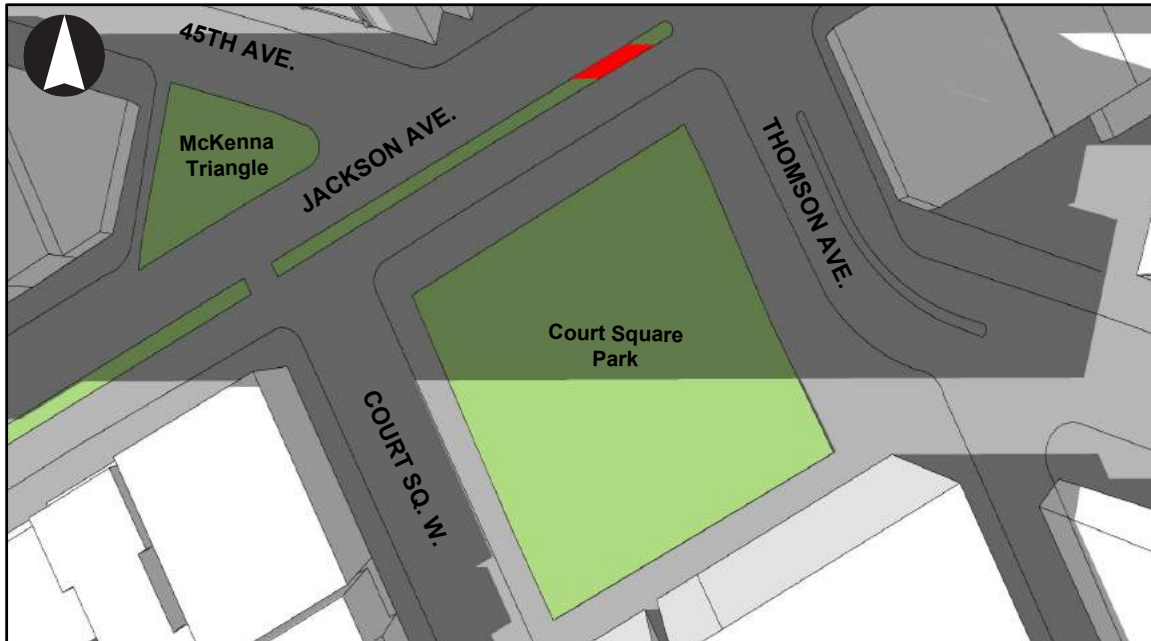 45TH AVE.
McKenna
Triangle
JACKSON AVE.
THOMSON AVE.
Court Square
Park
COURT SQ. W.